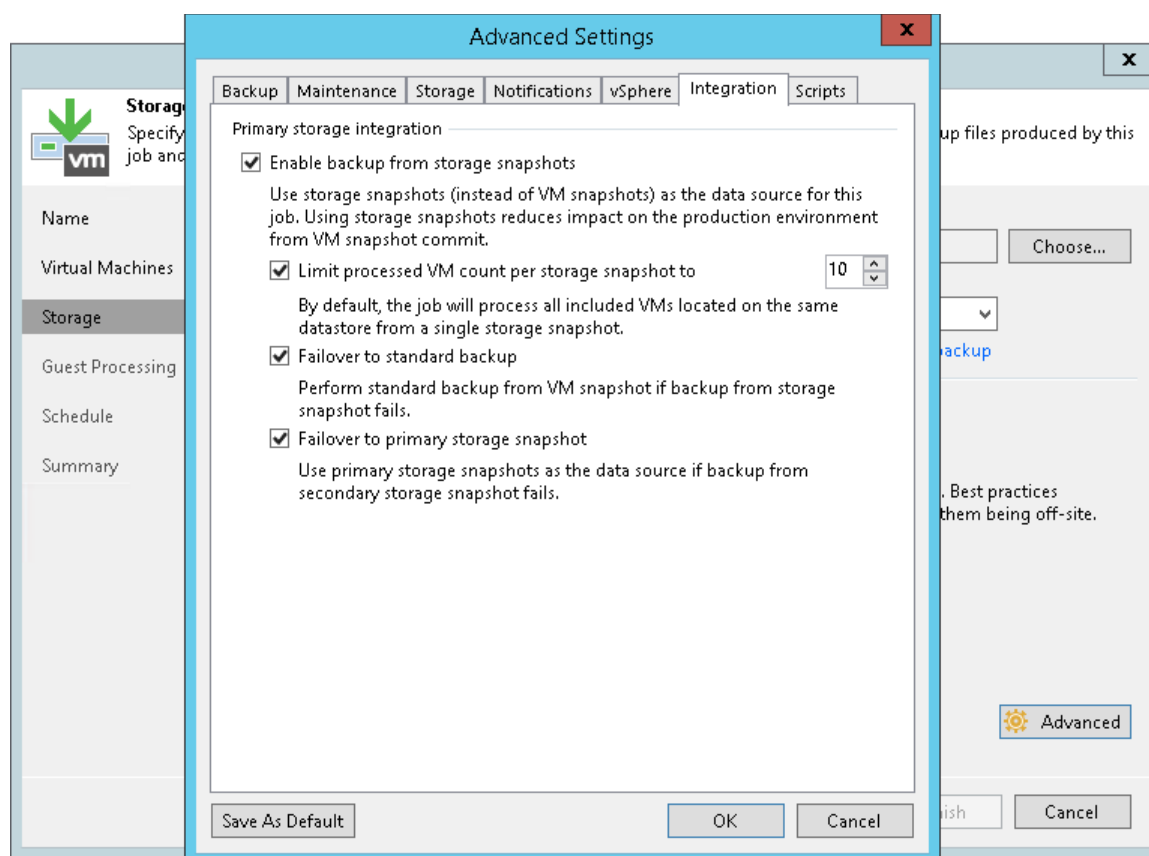 Advanced Settings
x
x
Backup
Maintenance
Storage
Notifications
vSphere
Integration
Scripts
Storag
Specify
job and
up files produced by this
vm
Name
Virtual Machines
Storage
Guest Processing
Schedule
Summary
Primary storage integration
Enable backup from storage snapshots
Use storage snapshots (instead of VM snapshots) as the data source for this
job. Using storage snapshots reduces impact on the production environment
from VM snapshot commit.
Limit processed VM count per storage snapshot to
10
By default, the job will process all included VMs located on the same
datastore from a single storage snapshot.
Failover to standard backup
Perform standard backup from VM snapshot if backup from storage
snapshot fails.
Failover to primary storage snapshot
Use primary storage snapshots as the data source if backup from
secondary storage snapshot fails.
Choose...
backup
. Best practices
them being off-site.
Advanced
Save As Default
OK
Cancel
nish
Cancel